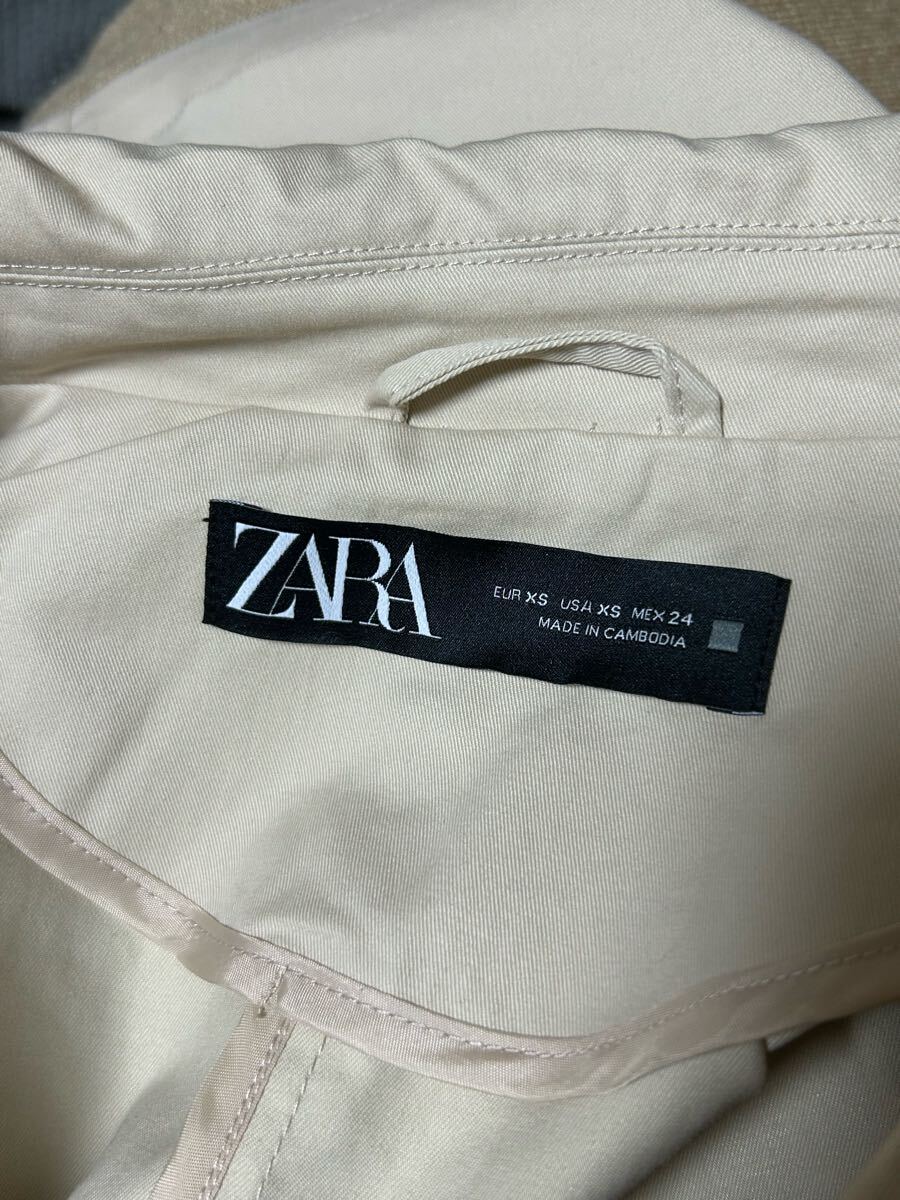 ZARA
EUR XS USA XS MEX 24
MADE IN CAMBODIA